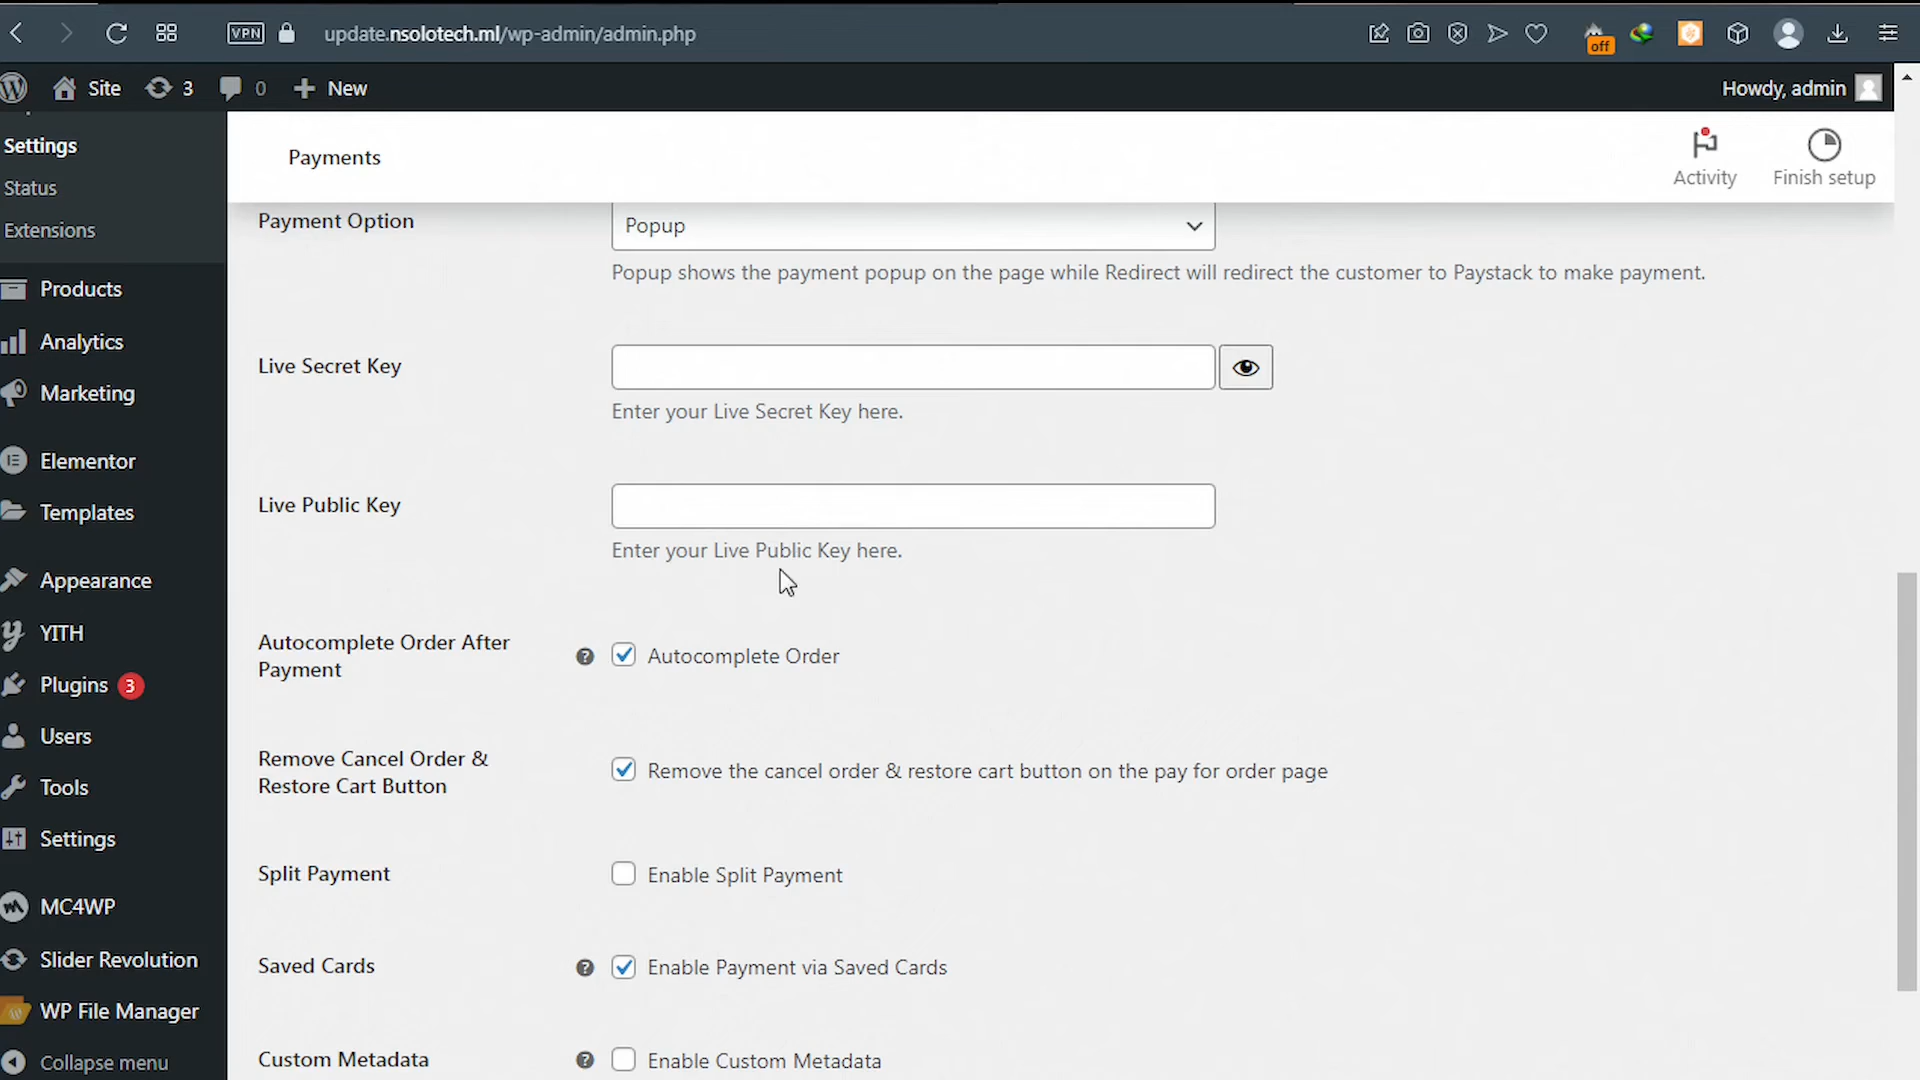 VPN
update.nsolotech.ml/wp-admin/admin.php
off
Site
3
0
New
Howdy, admin
Settings
Status
Extensions
Products
Analytics
Marketing
Elementor
Templates
Appearance
YITH
Plugins 3
Users
Tools
Settings
MC4WP
Slider Revolution
WP File Manager
Collapse menu
Payments
Activity
Finish setup
Payment Option
Popup
Popup shows the payment popup on the page while Redirect will redirect the customer to Paystack to make payment.
Live Secret Key
Enter your Live Secret Key here.
Live Public Key
Enter your Live Public Key here.
Autocomplete Order After
Payment
Autocomplete Order
Remove Cancel Order &
Restore Cart Button
Remove the cancel order & restore cart button on the pay for order page
Split Payment
Enable Split Payment
Saved Cards
Enable Payment via Saved Cards
Custom Metadata
Enable Custom Metadata